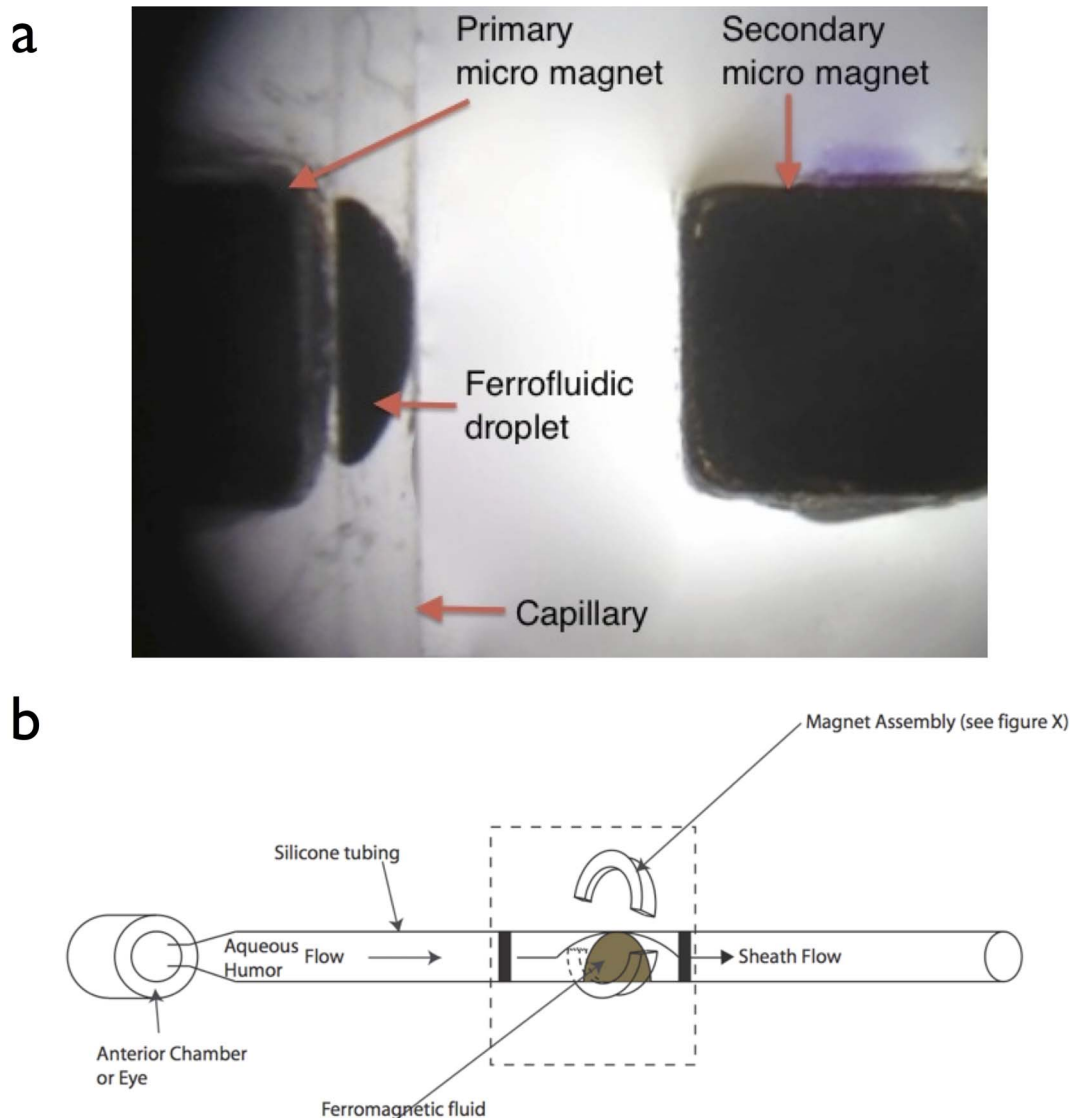 a
Primary
micro magnet
Secondary
micro magnet
Ferrofluidic
droplet
Capillary
b
Magnet Assembly (see figure X)
Silicone tubing
Aqueous
Humor
Flow
Sheath Flow
Anterior Chamber
or Eye
Ferromagnetic fluid